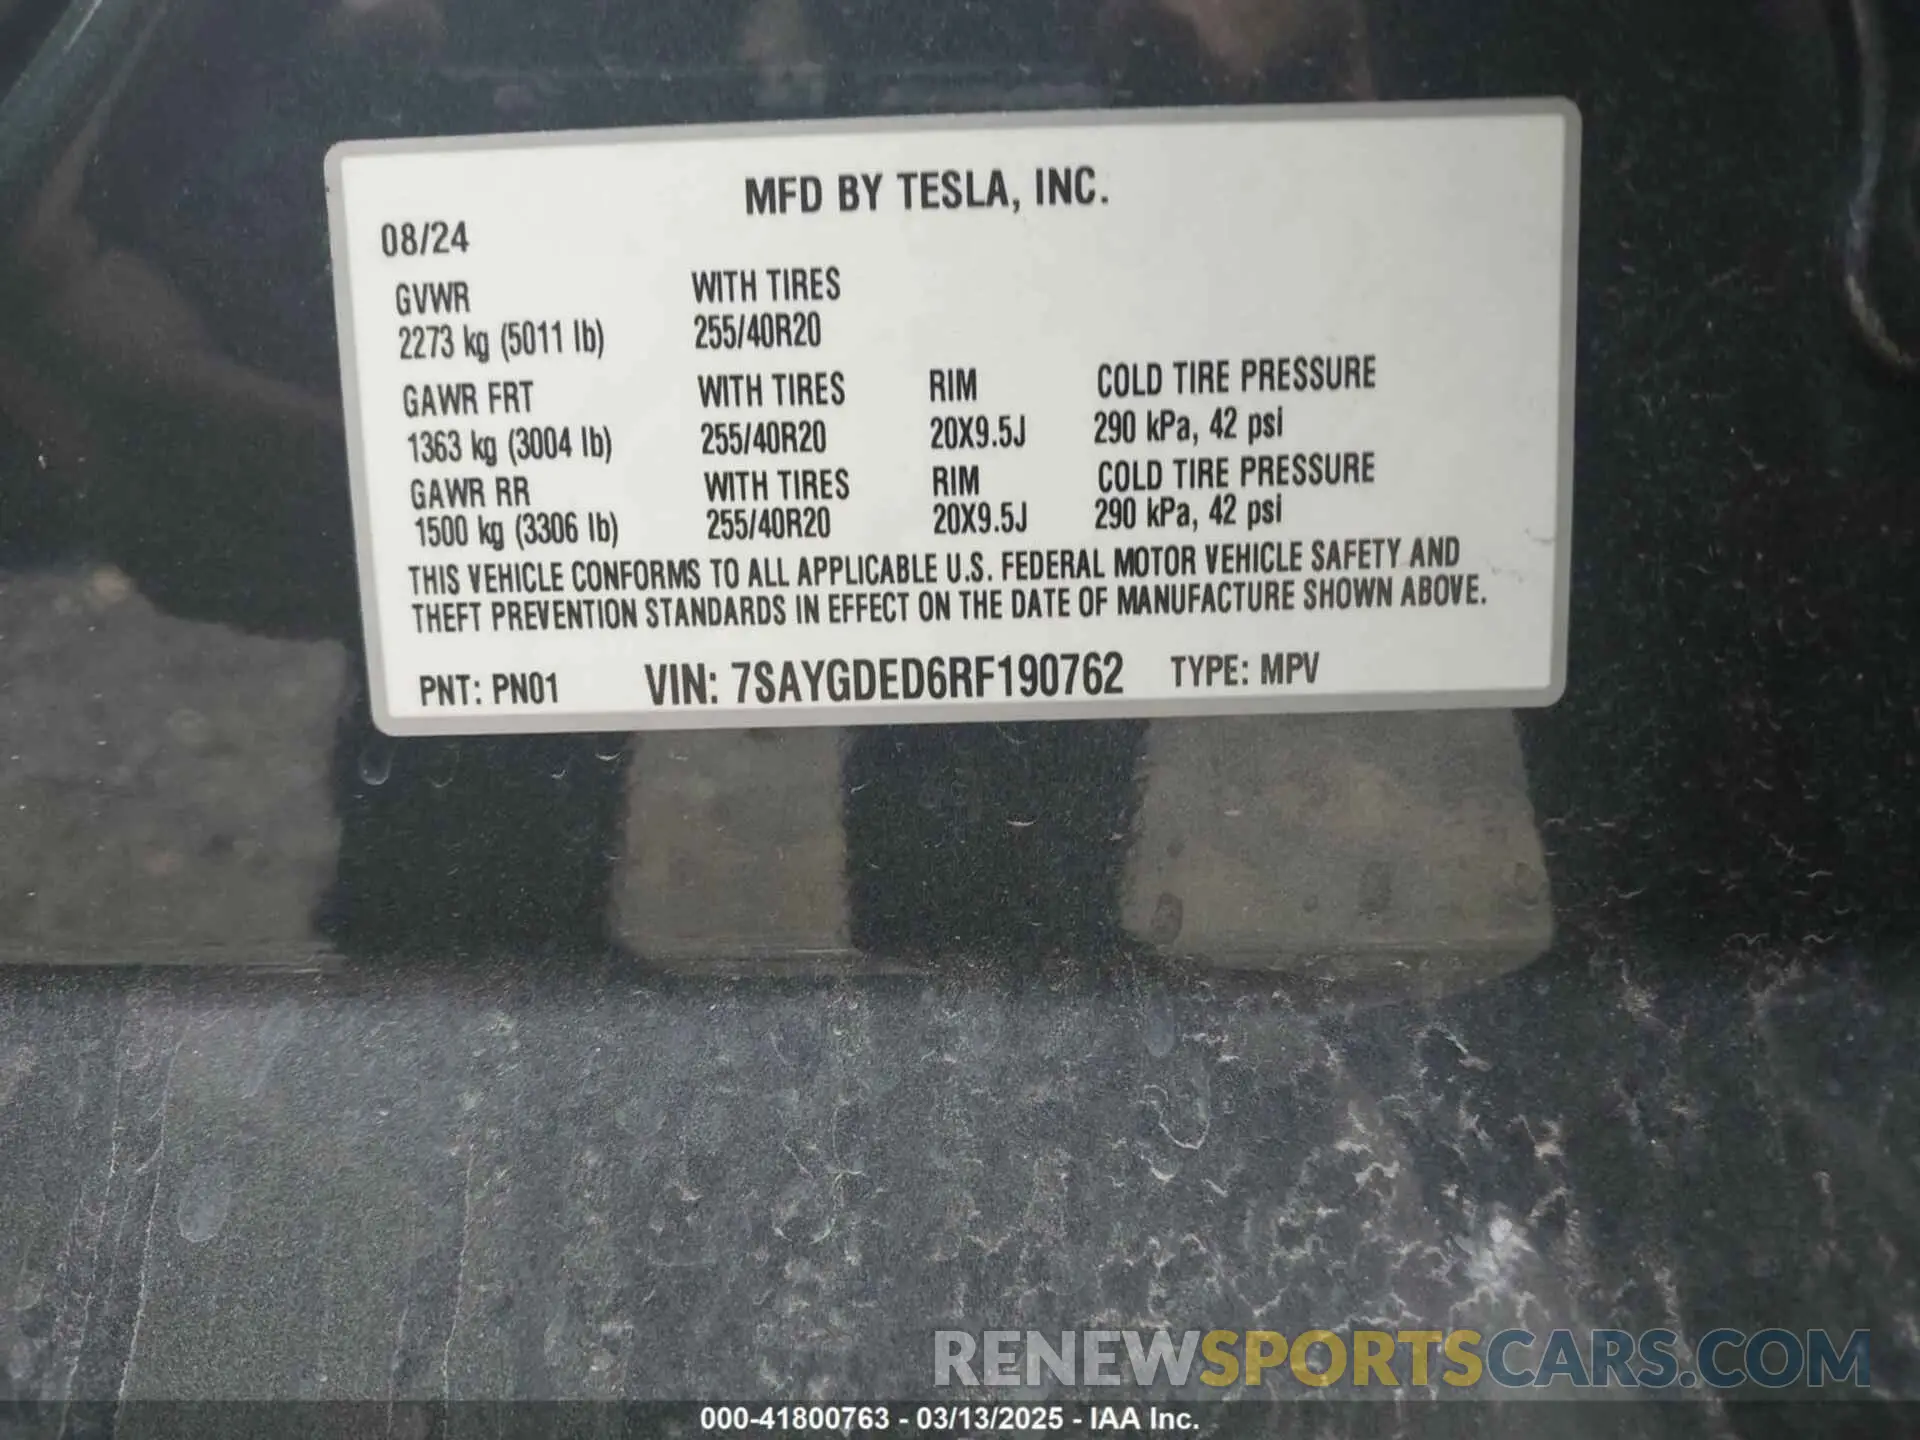 MFD BY TESLA, INC.
08/24
GVWR WITH TIRES
2273 kg (5011 lb) 255/40R20
GAWR FRT WITH TIRES RIM COLD TIRE PRESSURE
1363 kg (3004 lb) 255/40R20 20X9.5J 290 kPa, 42 psi
GAWR RR WITH TIRES RIM COLD TIRE PRESSURE
1500 kg (3306 lb) 255/40R20 20X9.5J 290 kPa, 42 psi
THIS VEHICLE CONFORMS TO ALL APPLICABLE U.S. FEDERAL MOTOR VEHICLE SAFETY AND
THEFT PREVENTION STANDARDS IN EFFECT ON THE DATE OF MANUFACTURE SHOWN ABOVE.
PNT: PN01 VIN: 7SAYGDED6RF190762 TYPE: MPV
RENEWSPORTSCARS.COM
000-41800763 - 03/13/2025 - IAA Inc.